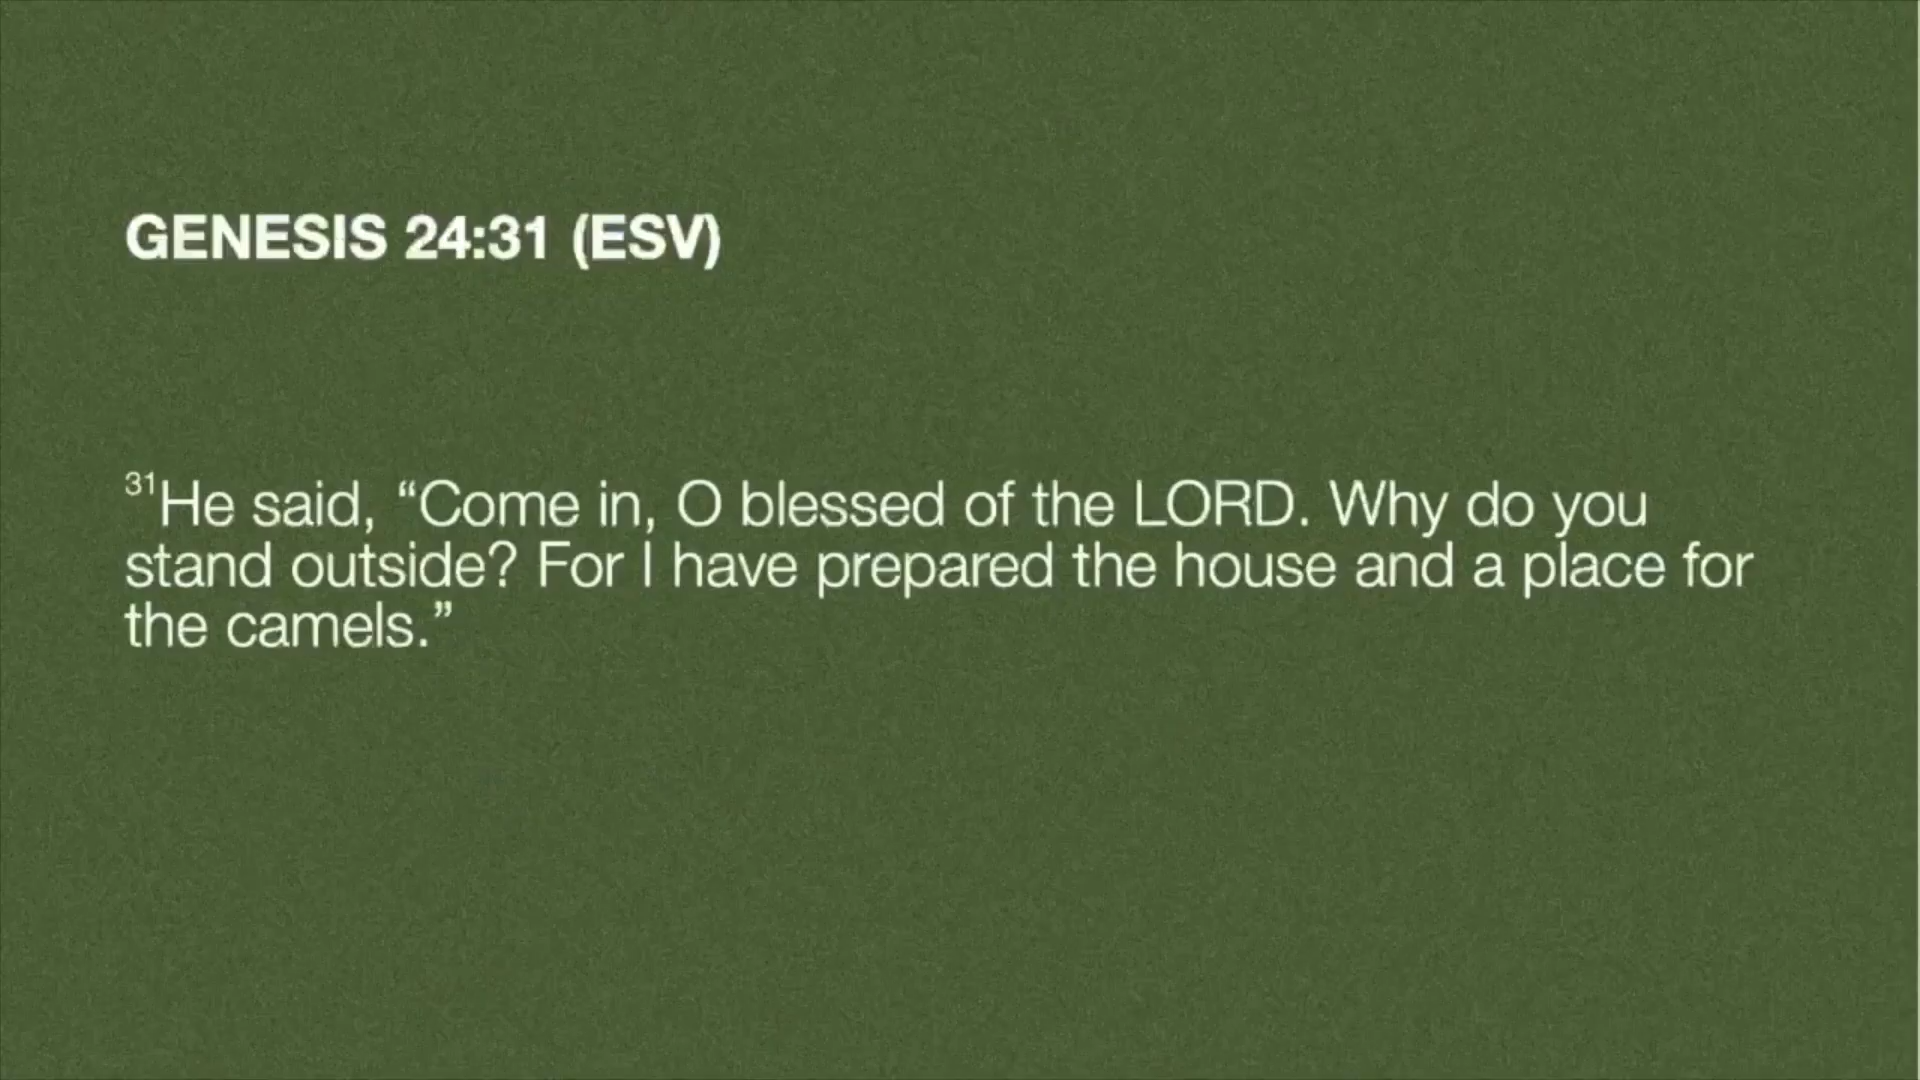 GENESIS 24:31 (ESV)
³¹He said, “Come in, O blessed of the LORD. Why do you
stand outside? For I have prepared the house and a place for
the camels.”